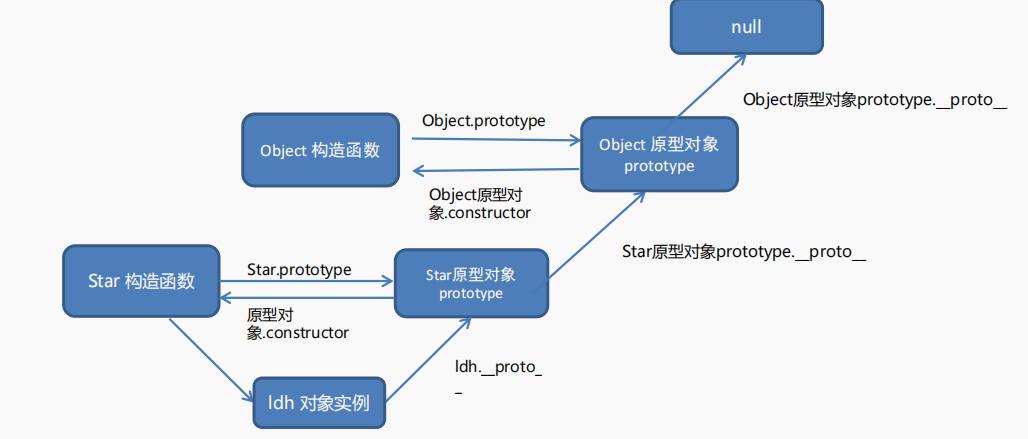 null
Object原型对象prototype.__proto__
Object.prototype
Object 构造函数
Object 原型对象
prototype
Object原型对
象.constructor
Star原型对象prototype.__proto__
Star 构造函数
Star.prototype
Star原型对象
prototype
原型对
象.constructor
ldh.__proto_
_
ldh 对象实例